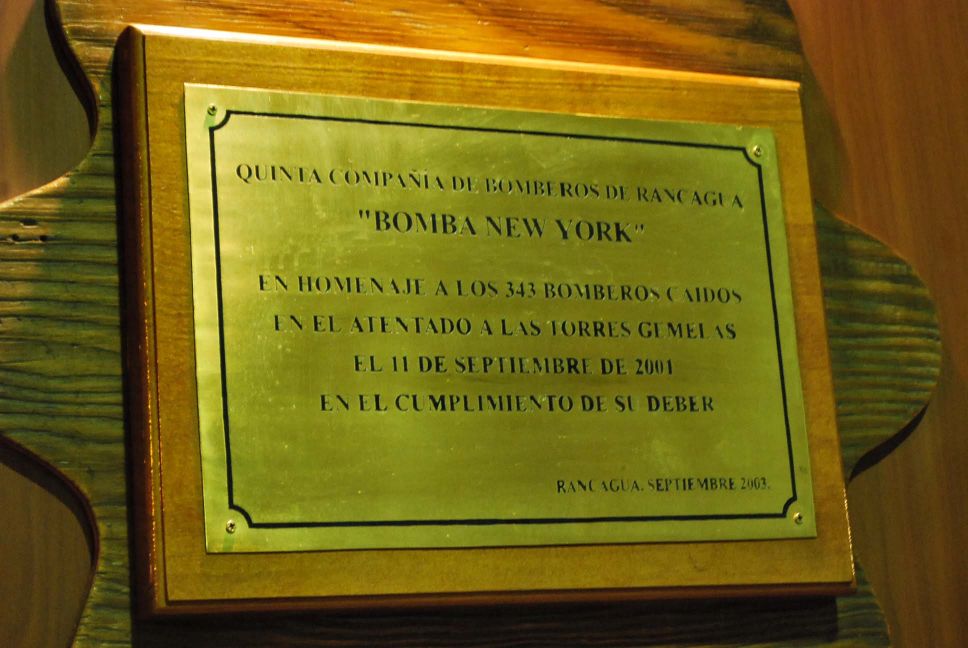 QUINTA COMPAÑÍA DE BOMBEROS DE RANCAGUA
"BOMBA NEW YORK"
EN HOMENAJE A LOS 343 BOMBEROS CAIDOS
EN EL ATENTADO A LAS TORRES GEMELAS
EL 11 DE SEPTIEMBRE DE 2001
EN EL CUMPLIMIENTO DE SU DEBER
RANCAGUA, SEPTIEMBRE 2003.